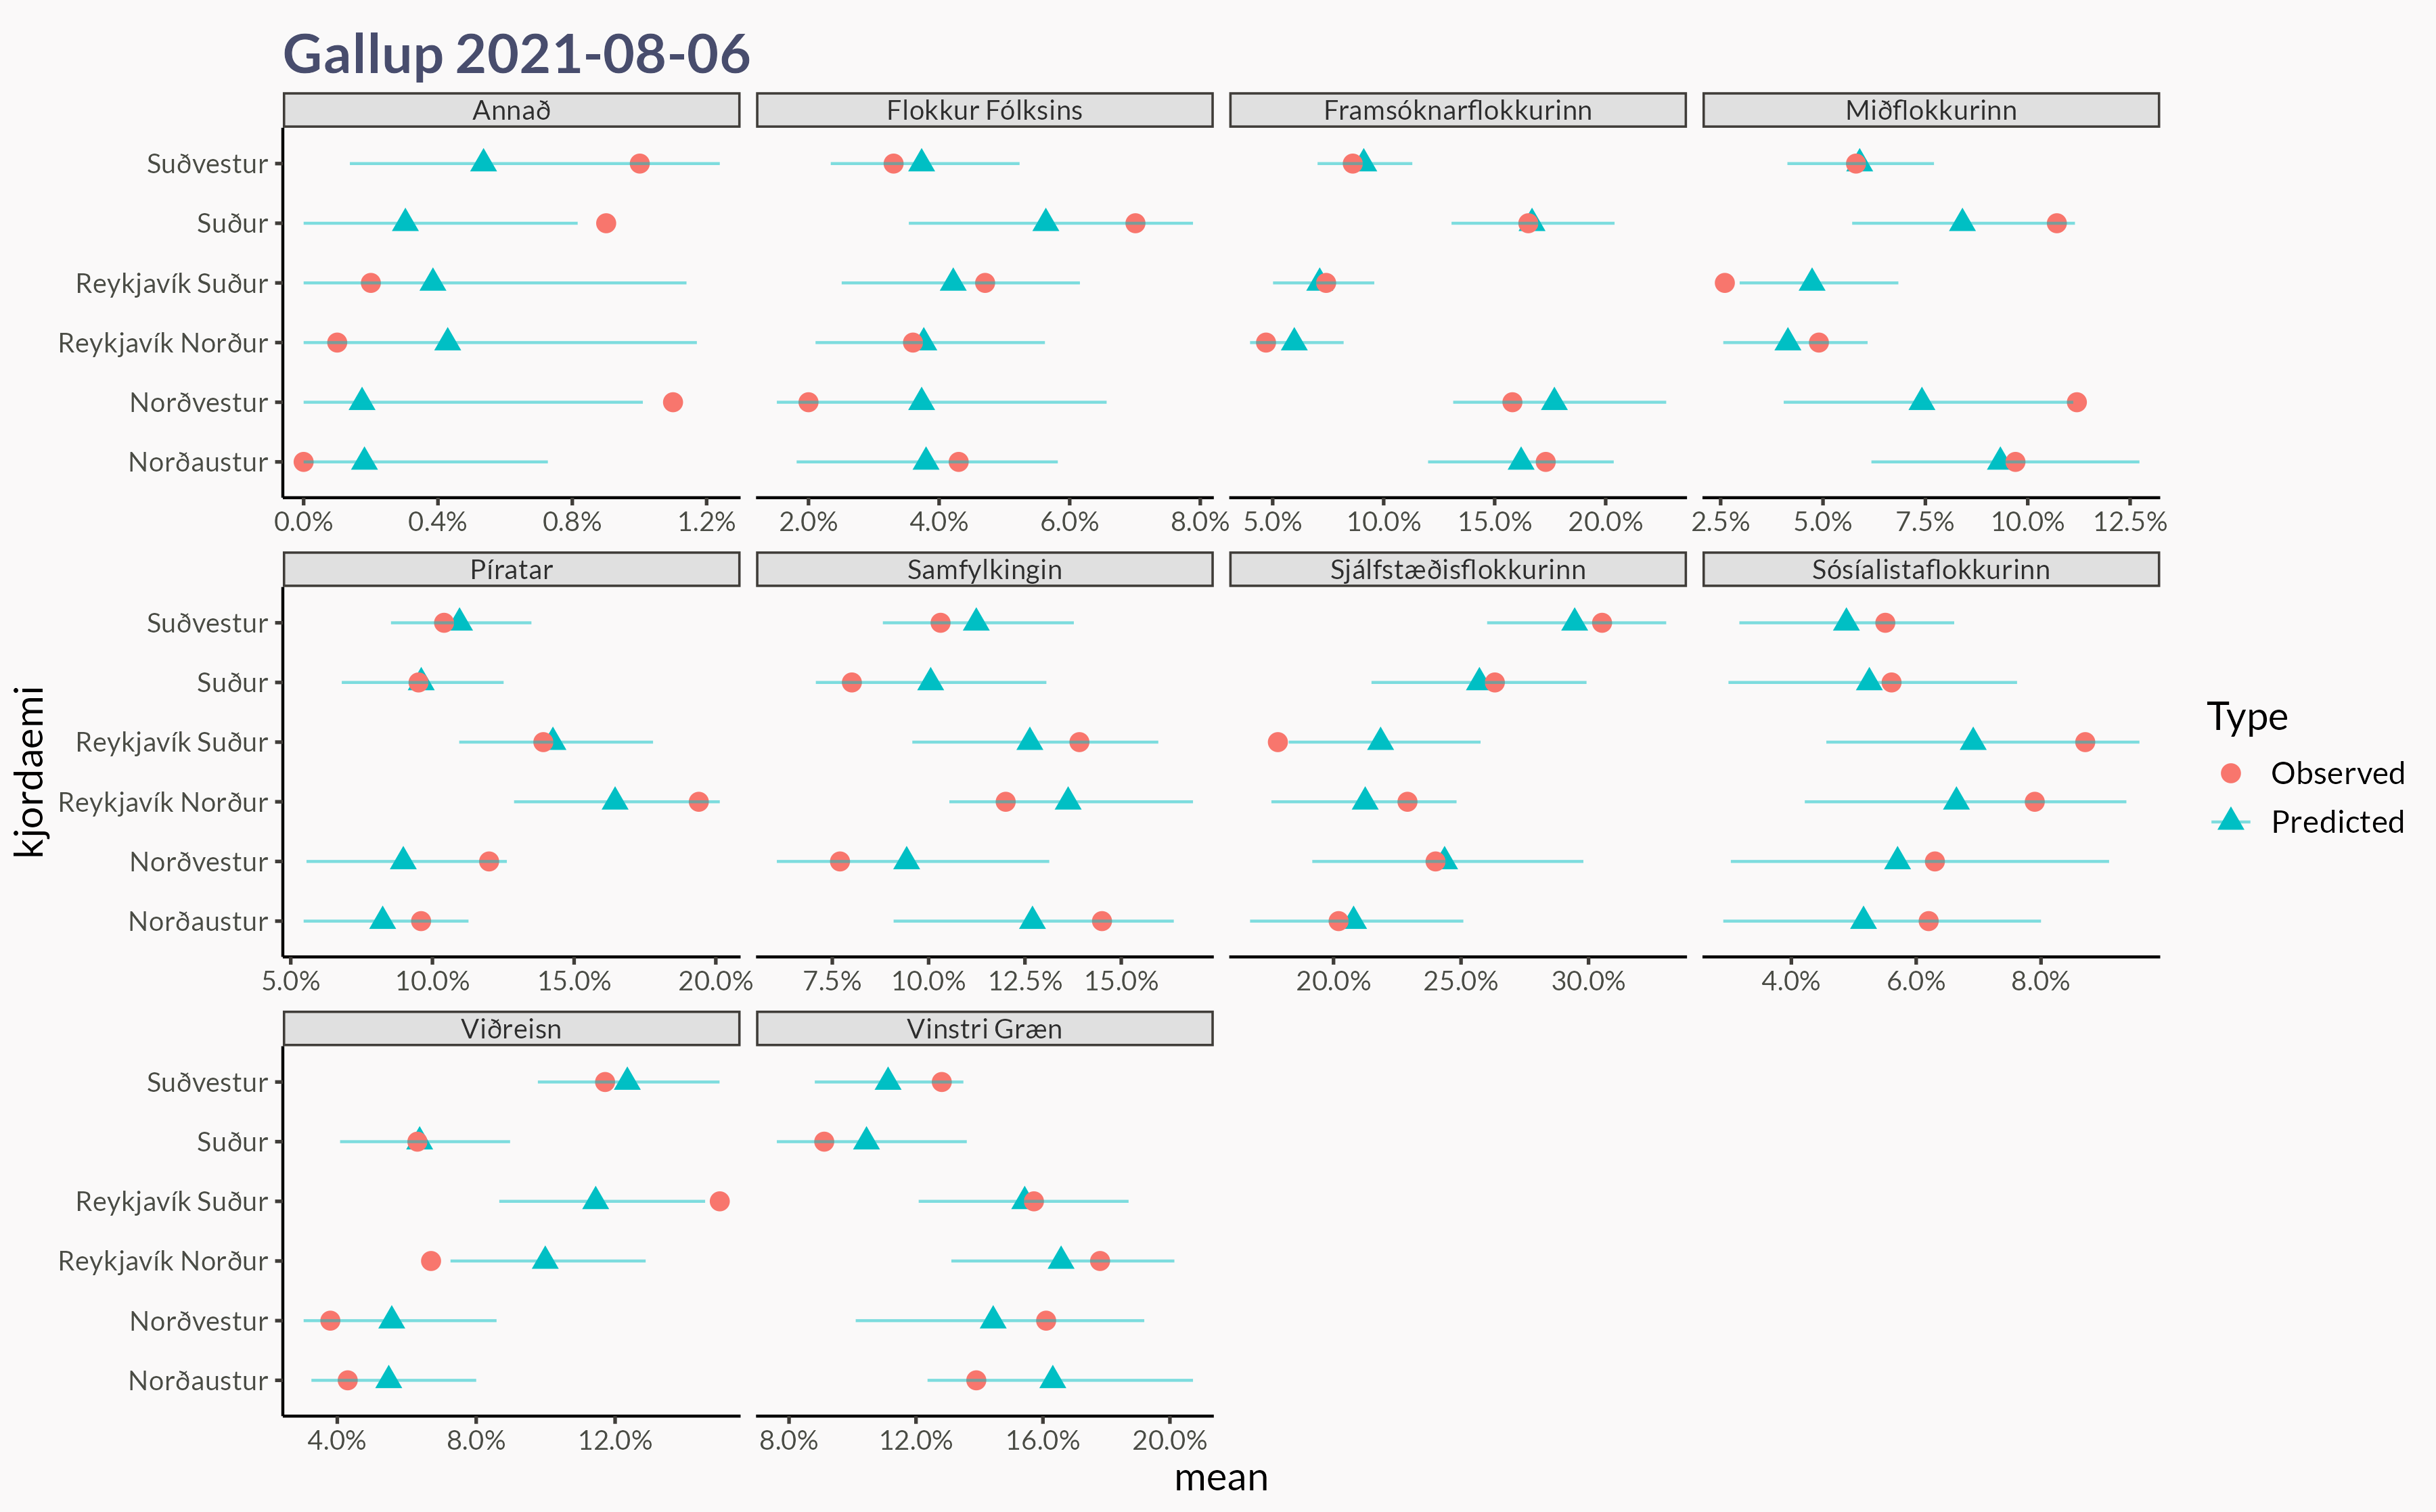 Gallup 2021-08-06
Annað
Flokkur Fólksins
Framsóknarflokkurinn
Miðflokkurinn
Suðvestur
Suður
Reykjavík Suður
Reykjavík Norður
Norðvestur
Norðaustur
0.0% 0.4% 0.8% 1.2%
2.0% 4.0% 6.0% 8.0%
5.0% 10.0% 15.0% 20.0%
2.5% 5.0% 7.5% 10.0% 12.5%
Píratar
Samfylkingin
Sjálfstæðisflokkurinn
Sósíalistaflokkurinn
Suðvestur
Suður
Reykjavík Suður
Reykjavík Norður
Norðvestur
Norðaustur
5.0% 10.0% 15.0% 20.0%
7.5% 10.0% 12.5% 15.0%
20.0% 25.0% 30.0%
4.0% 6.0% 8.0%
Viðreisn
Vinstri Græn
Suðvestur
Suður
Reykjavík Suður
Reykjavík Norður
Norðvestur
Norðaustur
4.0% 8.0% 12.0%
8.0% 12.0% 16.0% 20.0%
kjordaemi
mean
Type
Observed
Predicted